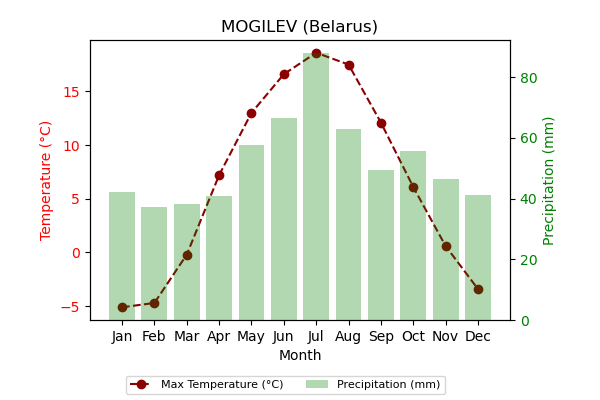 MOGILEV (Belarus)
Temperature (°C)
15
10
5
0
−5
80
60
40
20
0
Precipitation (mm)
Jan Feb Mar Apr May Jun Jul Aug Sep Oct Nov Dec
Month
Max Temperature (°C) Precipitation (mm)